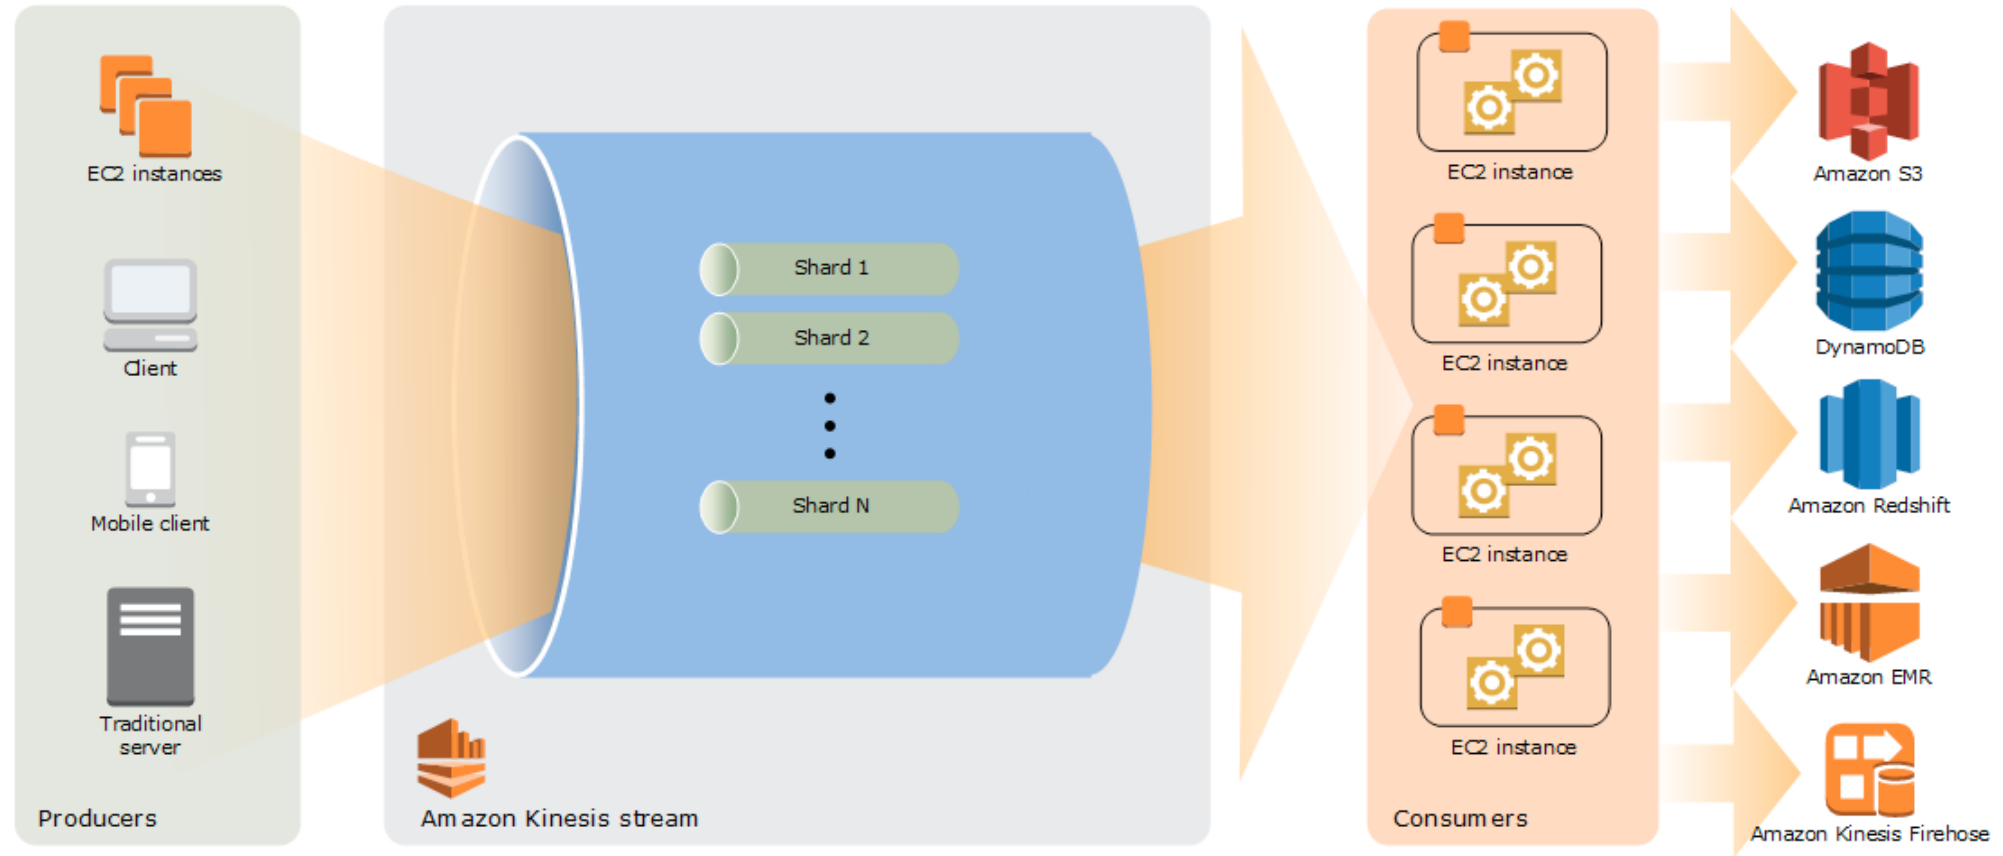 EC2 instances
Client
Mobile client
Traditional
server
Producers
Shard 1
Shard 2
Shard N
Amazon Kinesis stream
EC2 instance
EC2 instance
EC2 instance
EC2 instance
Consumers
Amazon S3
DynamoDB
Amazon Redshift
Amazon EMR
Amazon Kinesis Firehose